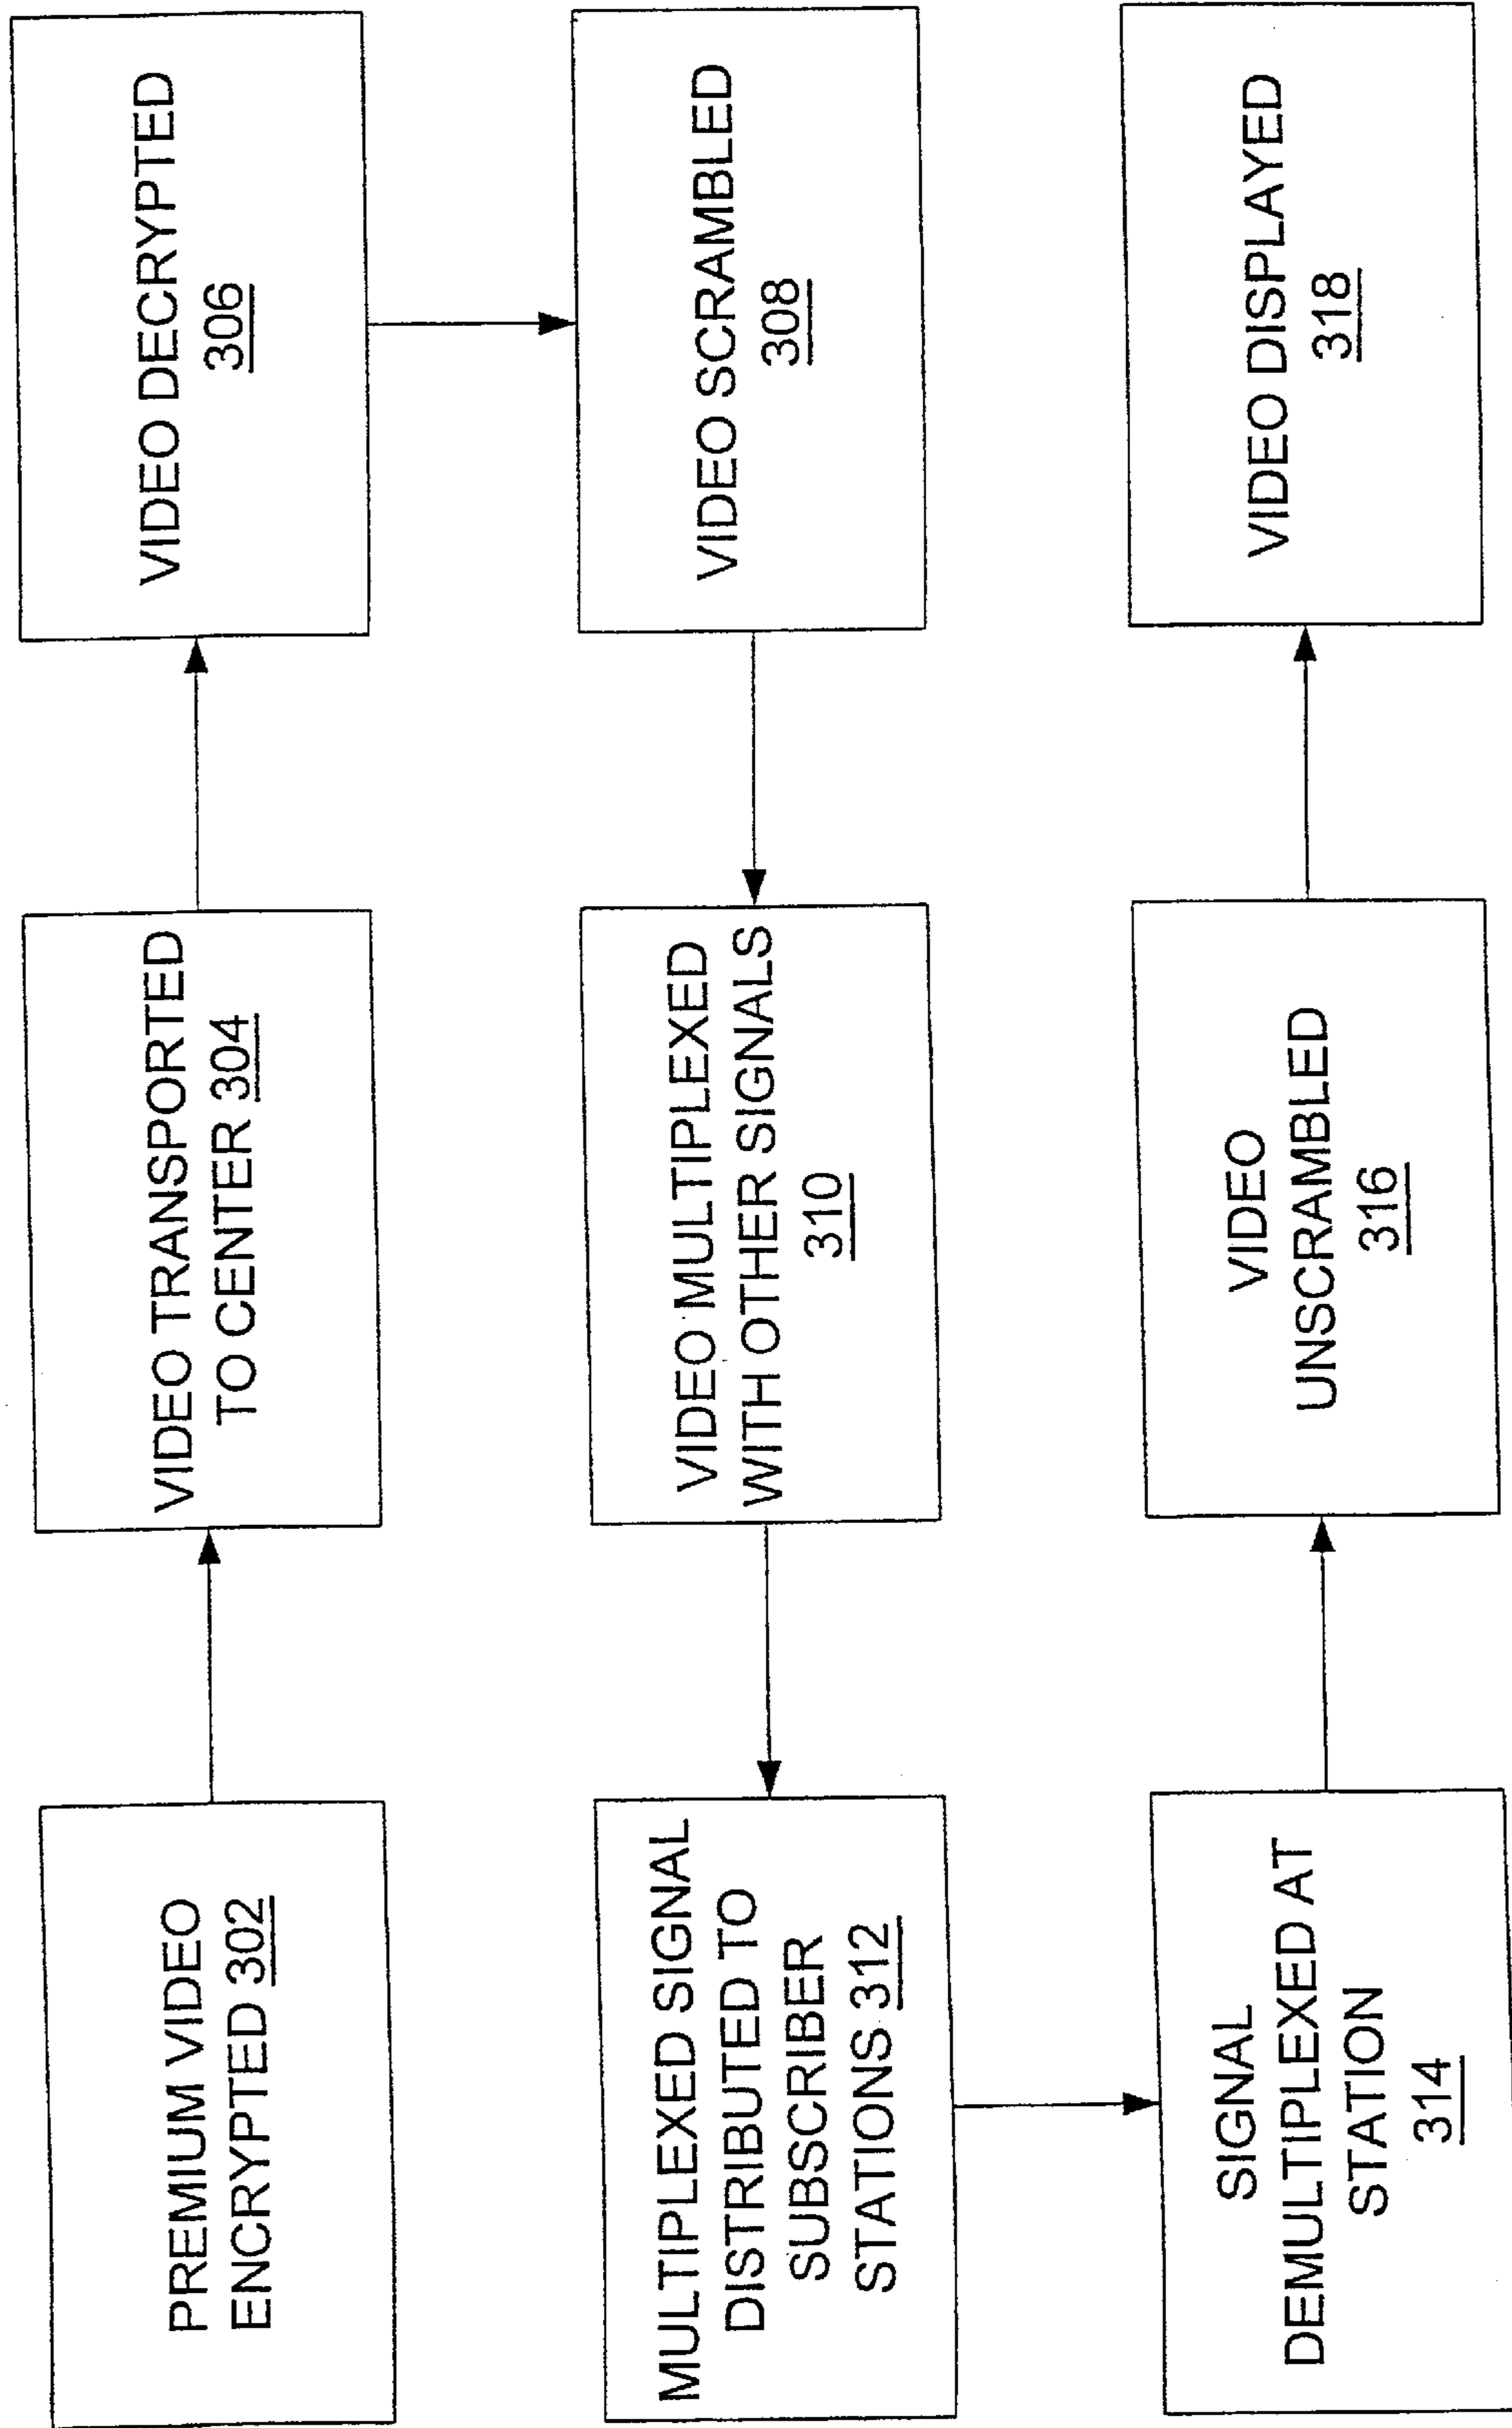 PREMIUM VIDEO
ENCRYPTED 302
VIDEO TRANSPORTED
TO CENTER 304
VIDEO DECRYPTED
306
VIDEO SCRAMBLED
308
VIDEO MULTIPLEXED
WITH OTHER SIGNALS
310
MULTIPLEXED SIGNAL
DISTRIBUTED TO
SUBSCRIBER
STATIONS 312
SIGNAL
DEMULTIPLEXED AT
STATION
314
VIDEO
UNSCRAMBLED
316
VIDEO DISPLAYED
318